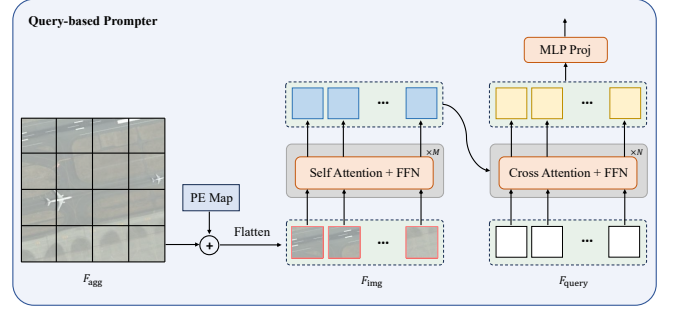 Query-based Prompter
MLP Proj
...
...
×M
×N
Self Attention + FFN
Cross Attention + FFN
PE Map
+
Flatten
...
...
F_agg
F_img
F_query